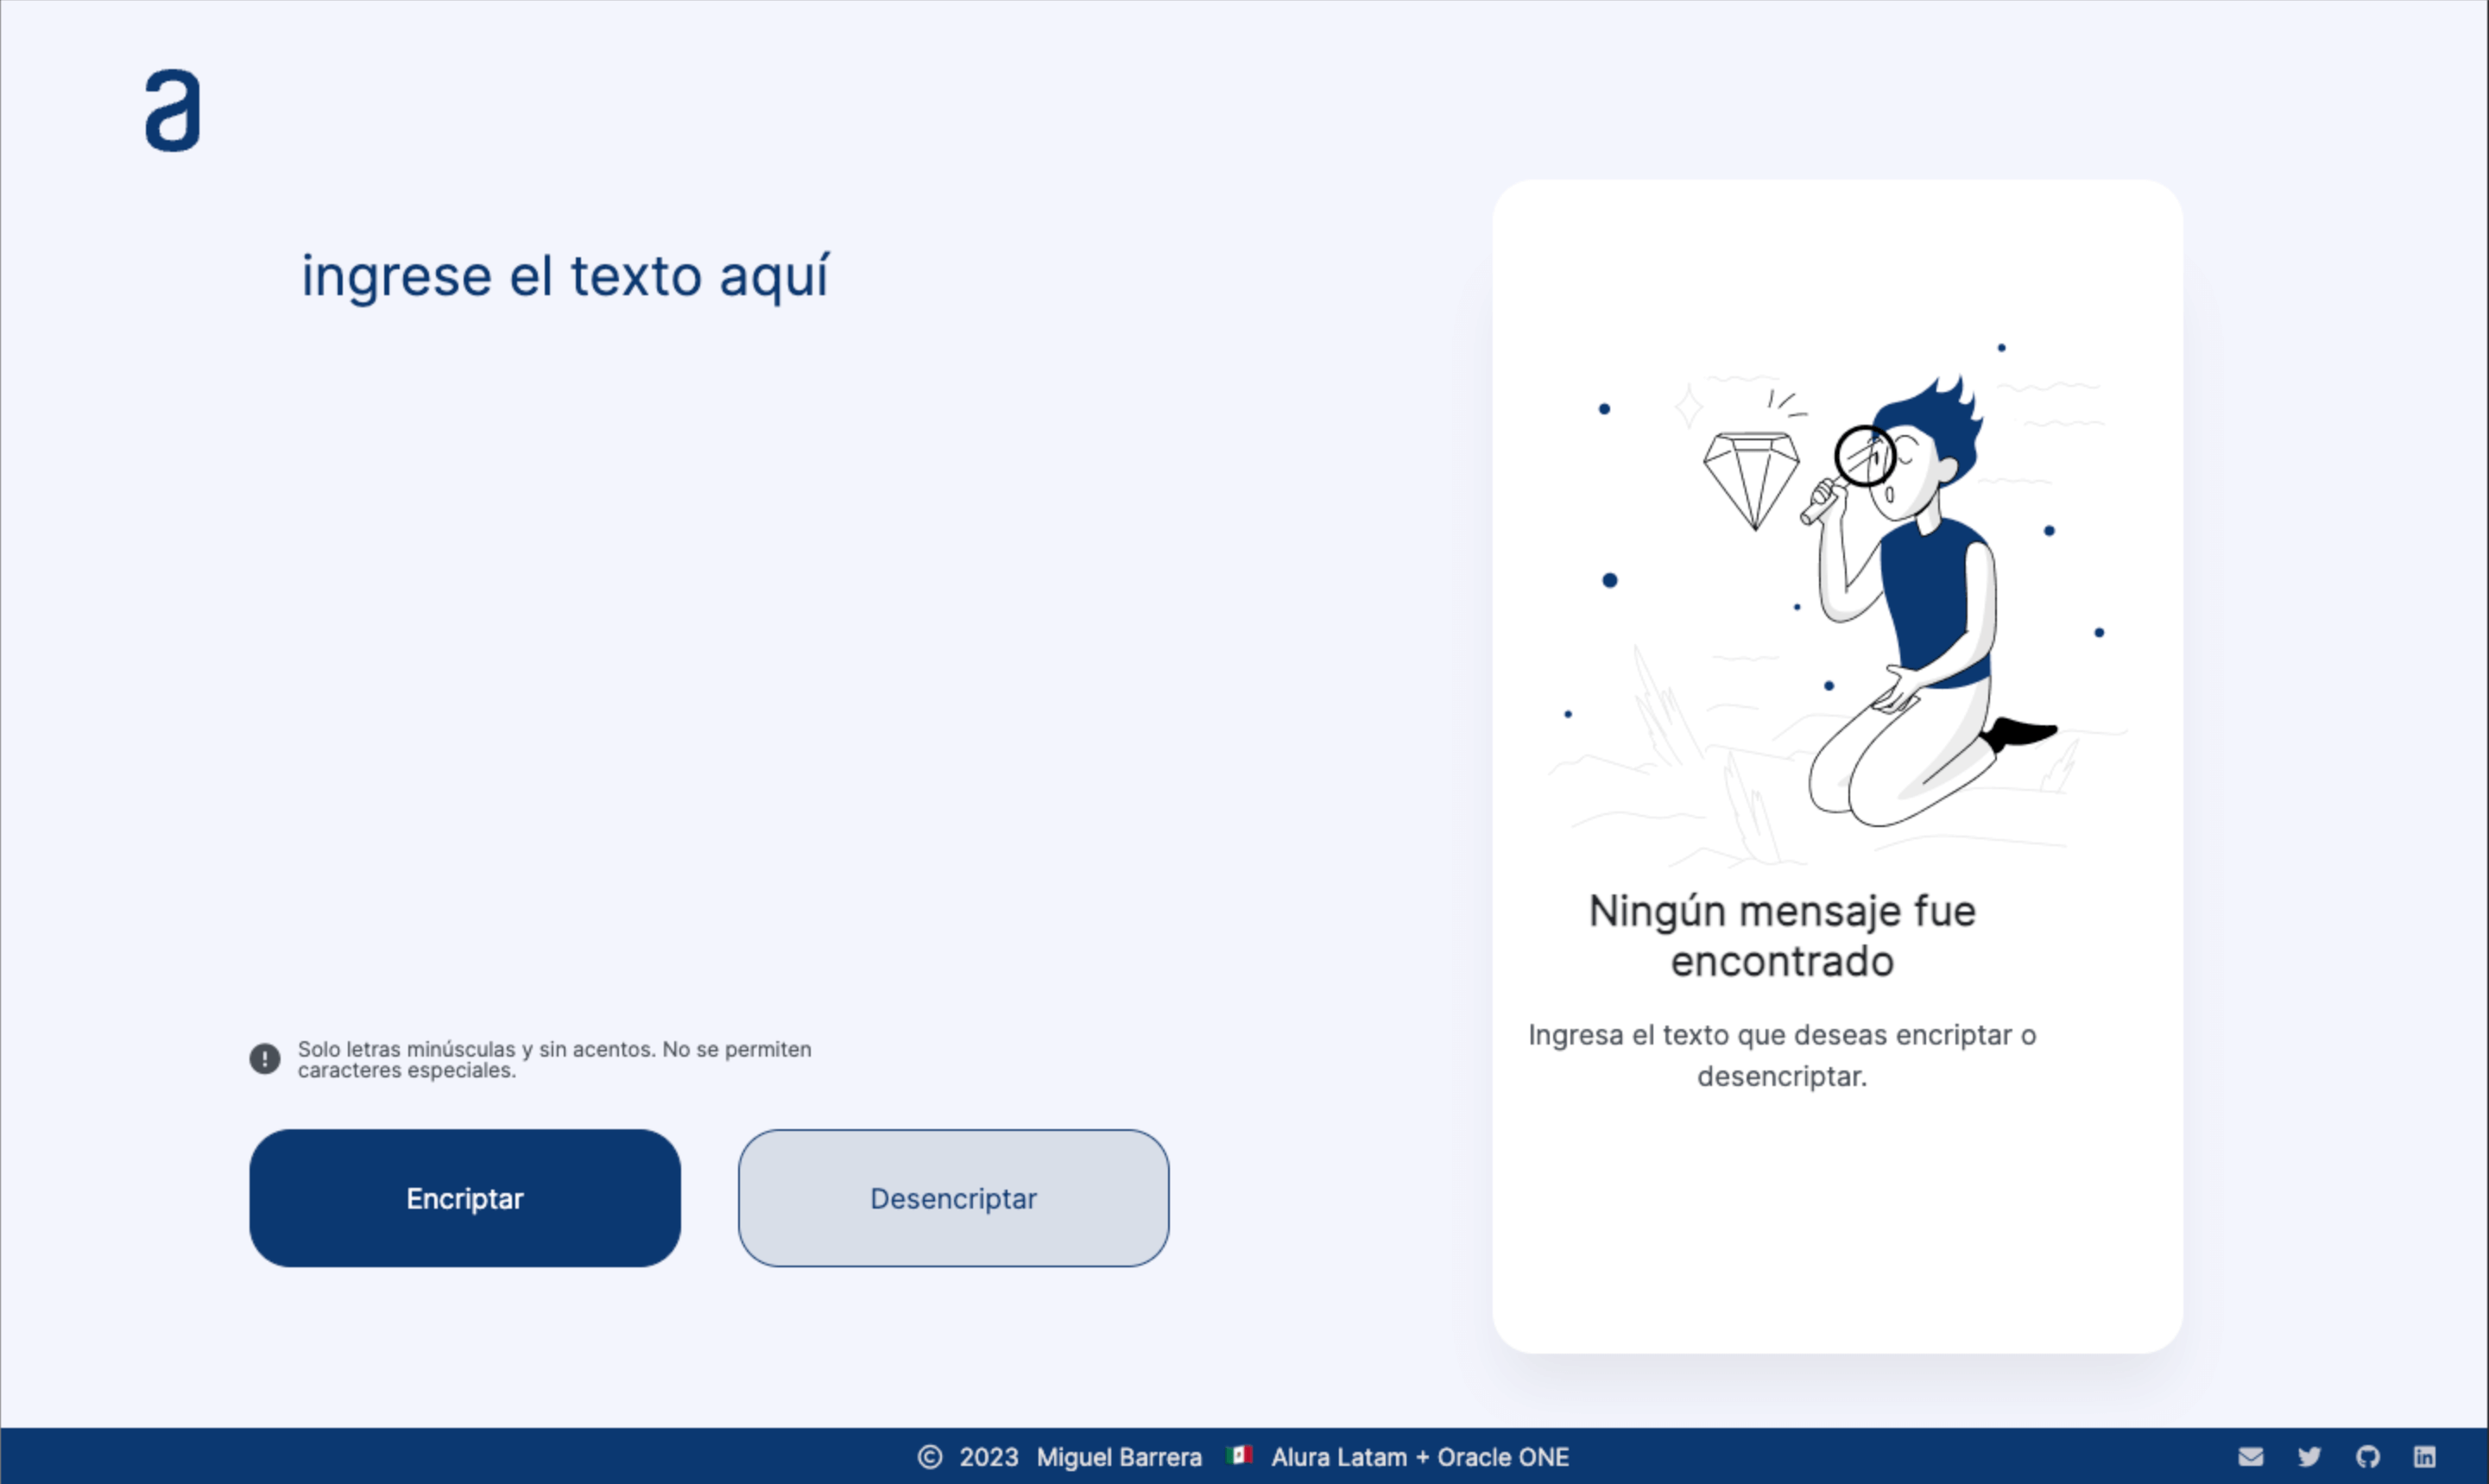 a
ingrese el texto aquí
Solo letras minúsculas y sin acentos. No se permiten
caracteres especiales.
Encriptar
Desencriptar
Ningún mensaje fue
encontrado
Ingresa el texto que deseas encriptar o
desencriptar.
© 2023 Miguel Barrera 🇲🇽 Alura Latam + Oracle ONE